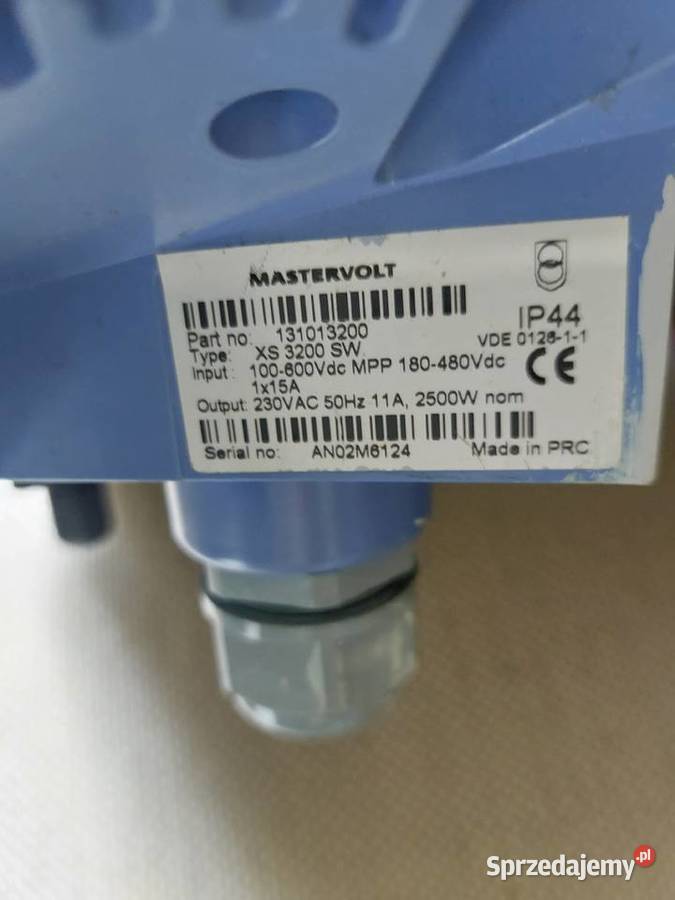 MASTERVOLT
Part no: 131013200
IP44
Type: XS 3200 SW
VDE 0126-1-1
Input: 100-600Vdc MPP 180-480Vdc
1x15A
CE
Output: 230VAC 50Hz 11A, 2500W nom
Serial no: AN02M6124
Made in PRC
Sprzedajemy.pl